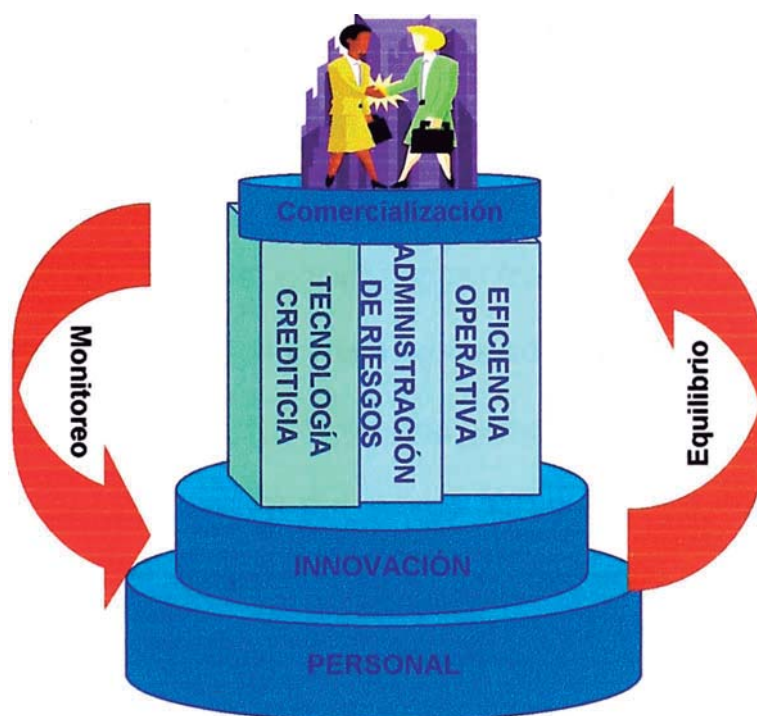 Comercialización
TECNOLOGÍA
CREDITICIA
ADMINISTRACIÓN
DE RIESGOS
EFICIENCIA
OPERATIVA
Monitoreo
Equilibrio
INNOVACIÓN
PERSONAL